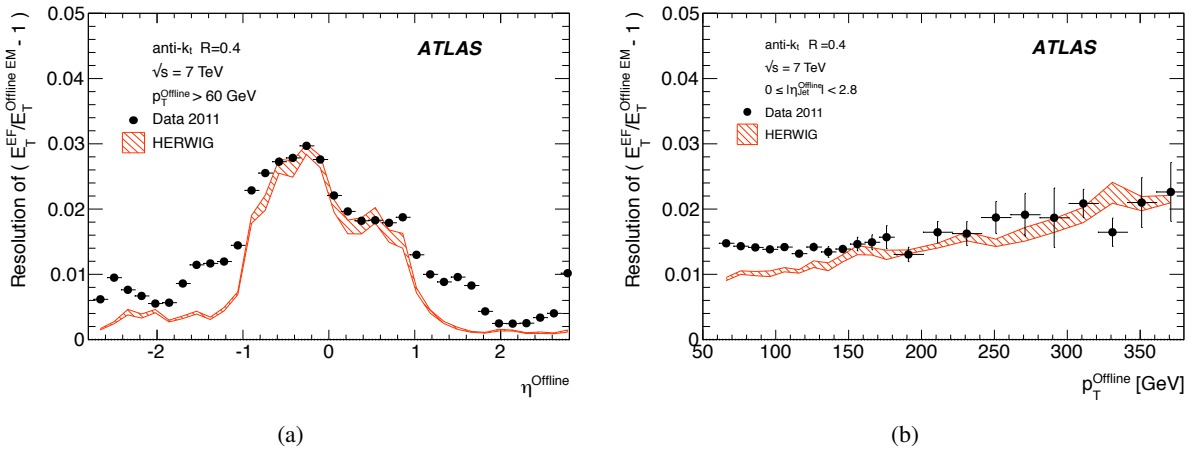 Resolution of ( E_T^EF/E_T^Offline EM - 1)
0.05
0.04
0.03
0.02
0.01
0
anti-k_t R=0.4
√s = 7 TeV
p_T^Offline > 60 GeV
Data 2011
HERWIG
ATLAS
-2 -1 0 1 2
η^Offline
(a)
Resolution of ( E_T^EF/E_T^Offline EM - 1)
0.05
0.04
0.03
0.02
0.01
0
anti-k_t R =0.4
√s = 7 TeV
0 ≤ |η_Jet^Offline| < 2.8
Data 2011
HERWIG
ATLAS
50 100 150 200 250 300 350
p_T^Offline [GeV]
(b)